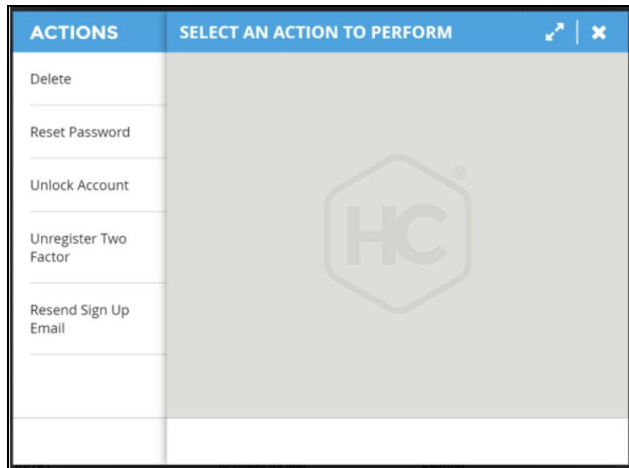 ACTIONS
SELECT AN ACTION TO PERFORM
Delete
Reset Password
Unlock Account
Unregister Two
Factor
Resend Sign Up
Email
HC®